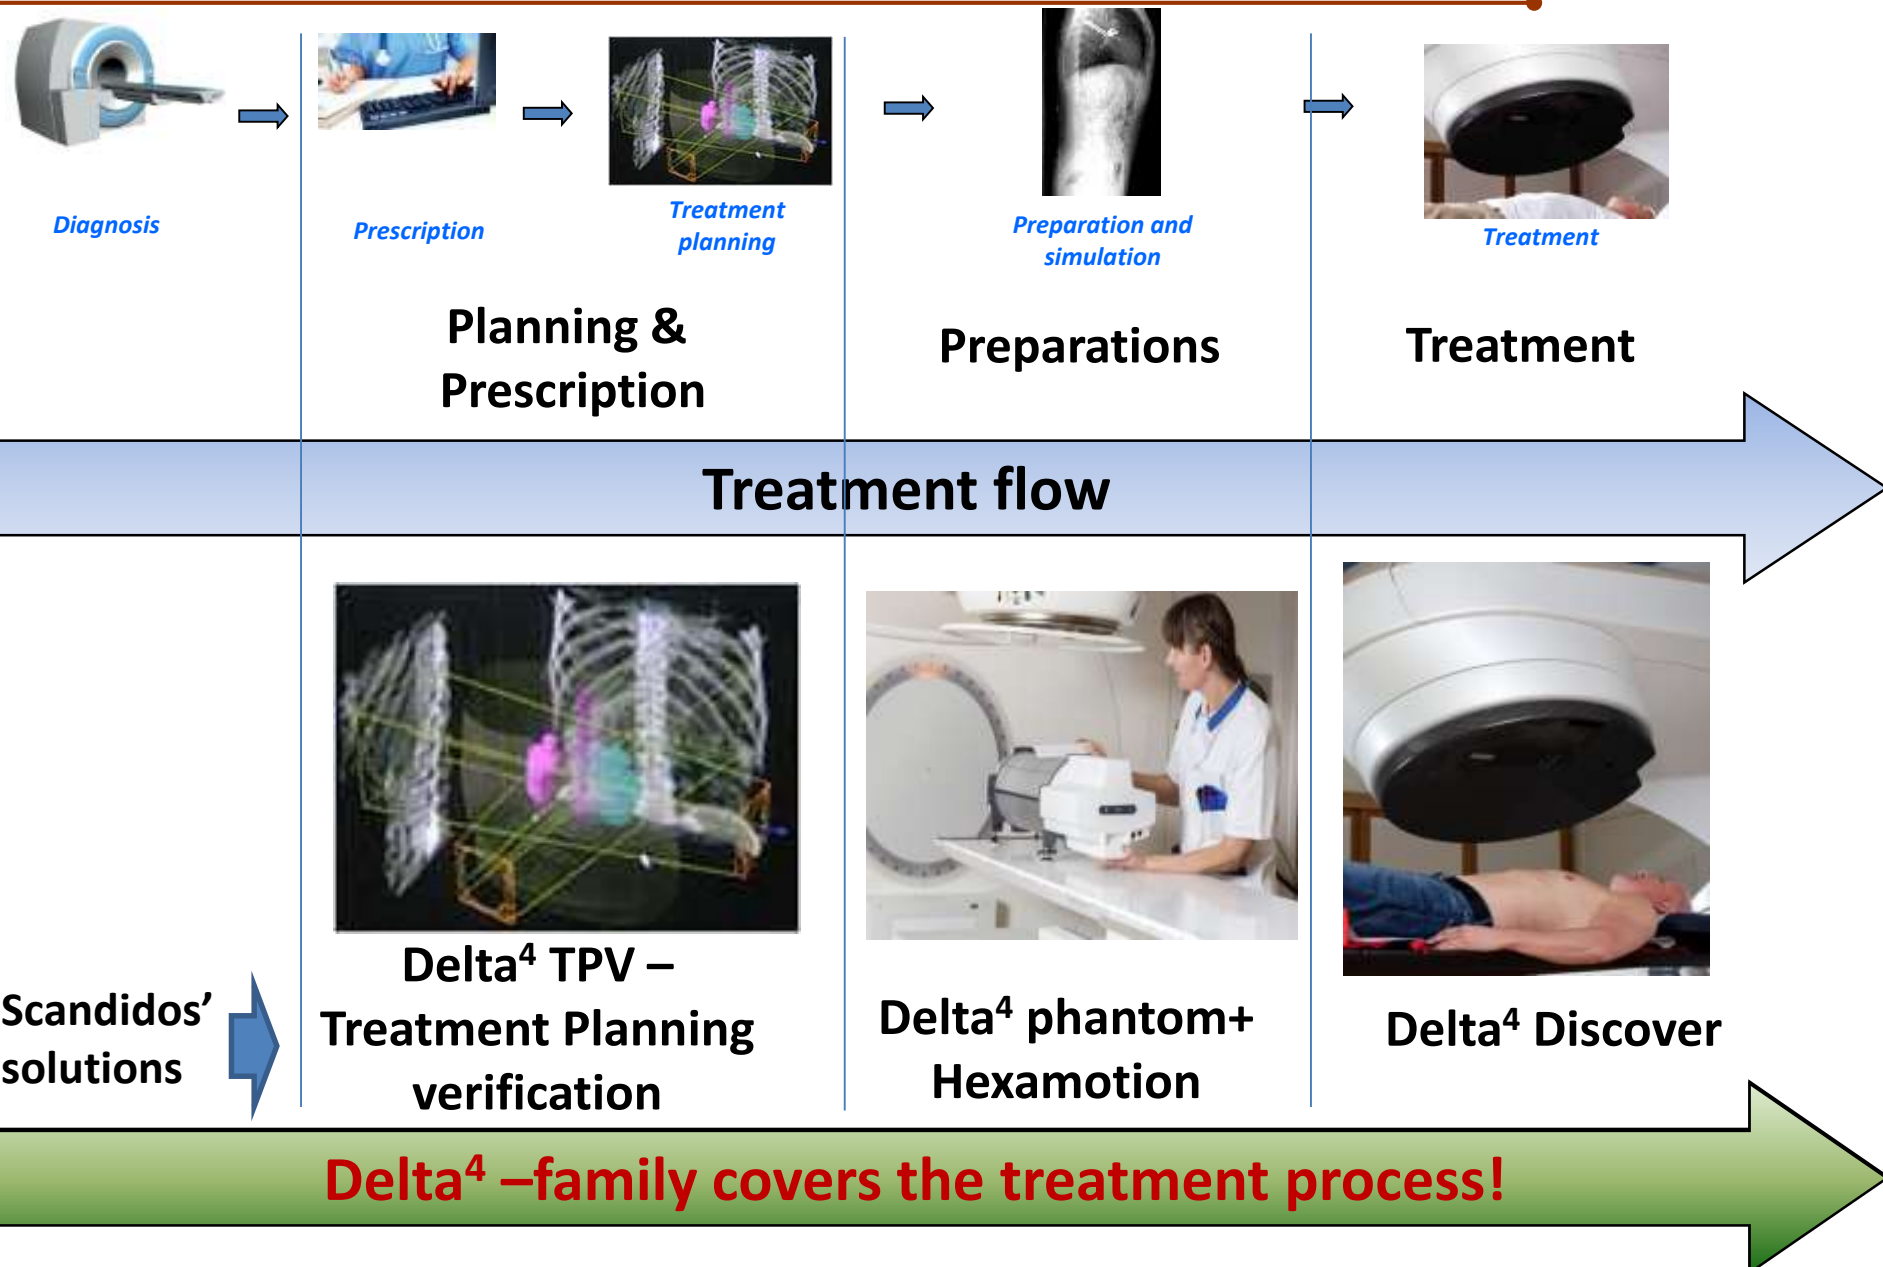 Diagnosis
Prescription
Treatment
planning
Preparation and
simulation
Treatment
Planning &
Prescription
Preparations
Treatment
Treatment flow
Scandidos’
solutions
Delta⁴ TPV –
Treatment Planning
verification
Delta⁴ phantom+
Hexamotion
Delta⁴ Discover
Delta⁴ –family covers the treatment process!